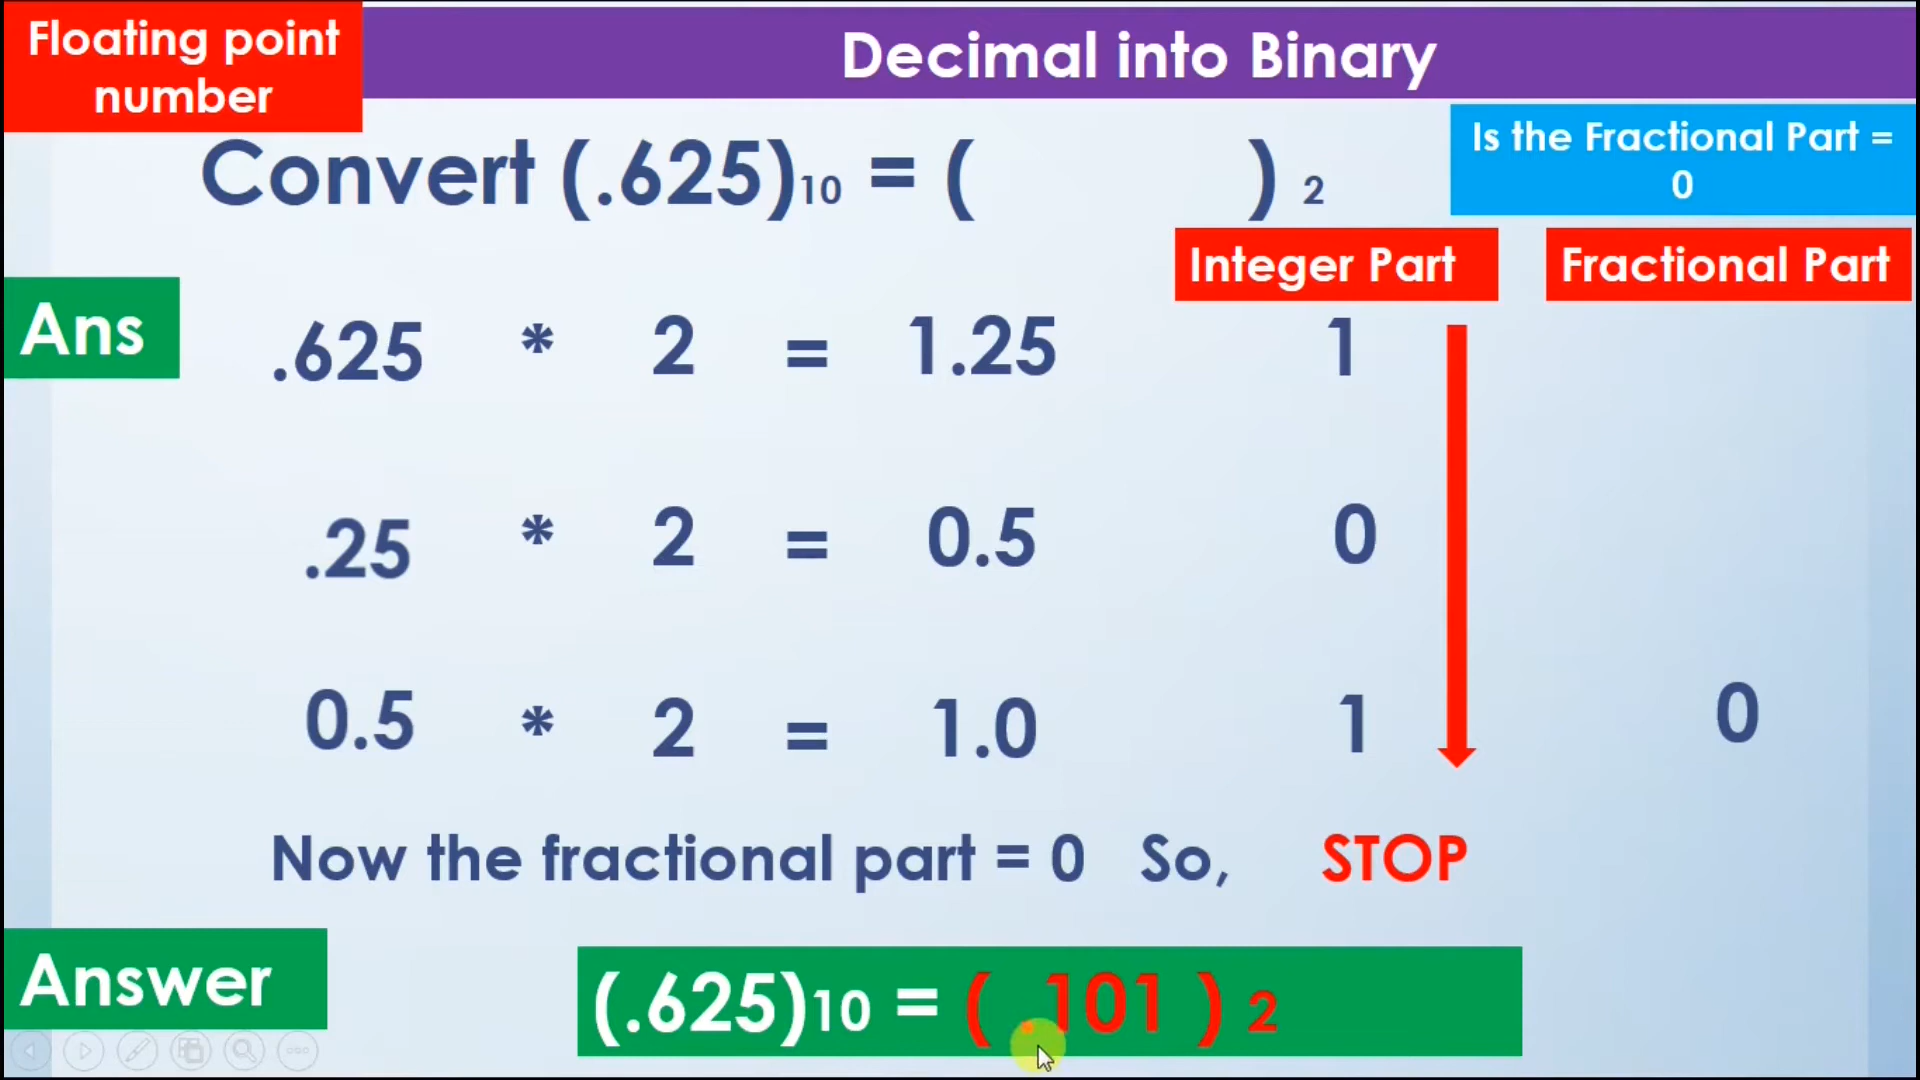 Floating point
number
Decimal into Binary
Convert (.625)10 = ( ) 2
Is the Fractional Part =
0
Integer Part
Fractional Part
Ans
.625 * 2 = 1.25 1
.25 * 2 = 0.5 0
0.5 * 2 = 1.0 1 0
Now the fractional part = 0 So, STOP
Answer
(.625)10 = ( .101 ) 2